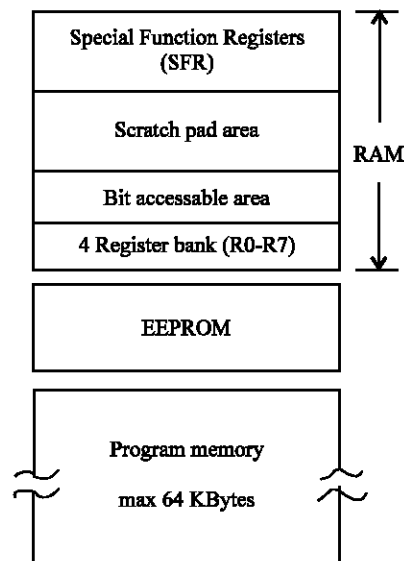 Special Function Registers
(SFR)
Scratch pad area
RAM
Bit accessable area
4 Register bank (R0-R7)
EEPROM
Program memory
max 64 KBytes